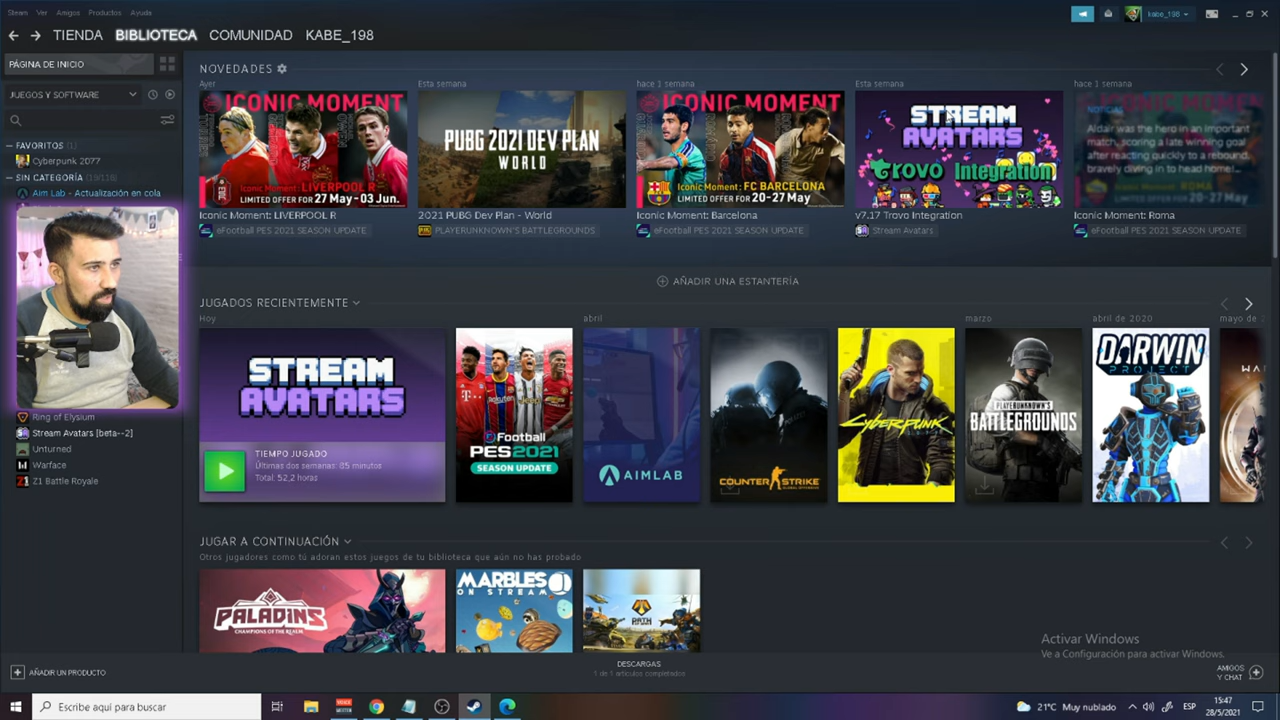 Steam Ver Amigos Productos Ayuda
kabe_198
TIENDA BIBLIOTECA COMUNIDAD KABE_198
PÁGINA DE INICIO
JUEGOS Y SOFTWARE
FAVORITOS (1)
Cyberpunk 2077
SIN CATEGORÍA
Aim Lab - Actualización en cola
Ring of Elysium
Stream Avatars [beta--2]
Unturned
Warface
Z1 Battle Royale
NOVEDADES
Ayer
ICONIC MOMENT
Iconic Moment: LIVERPOOL R
LIMITED OFFER FOR 27 May-03 Jun.
Iconic Moment: LIVERPOOL R
eFootball PES 2021 SEASON UPDATE
Esta semana
PUBG 2021 DEV PLAN
WORLD
2021 PUBG Dev Plan - World
PLAYERUNKNOWN'S BATTLEGROUNDS
hace 1 semana
ICONIC MOMENT
Iconic Moment: FC BARCELONA
LIMITED OFFER FOR 20-27 May
Iconic Moment: Barcelona
eFootball PES 2021 SEASON UPDATE
Esta semana
STREAM
AVATARS
Trovo Integration
v7.17 Trovo Integration
Stream Avatars
hace 1 semana
Aldair was the hero in an important
match, scoring a late winning goal
after reacting quickly to a rebound,
bravely diving in to head home...
Iconic Moment: Roma
eFootball PES 2021 SEASON UPDATE
AÑADIR UNA ESTANTERÍA
JUGADOS RECIENTEMENTE
Hoy
STREAM
AVATARS
TIEMPO JUGADO
Últimas dos semanas: 85 minutos
Total: 52,2 horas
eFootball
PES2021
SEASON UPDATE
abril
AIMLAB
COUNTER STRIKE
Cyberpunk
marzo
PLAYERUNKNOWN'S
BATTLEGROUNDS
abril de 2020
DARWIN
PROJECT
mayo de
WA
JUGAR A CONTINUACIÓN
Otros jugadores como tú adoran estos juegos de tu biblioteca que aún no has probado
PALADINS
CHAMPIONS OF THE REALM
MARBLES
ON STREAM
Activar Windows
Ve a Configuración para activar Windows.
AÑADIR UN PRODUCTO
DESCARGAS
1 de 1 artículos completados
AMIGOS
Y CHAT
Escribe aquí para buscar
21°C Muy nublado
ESP
15:47
28/5/2021